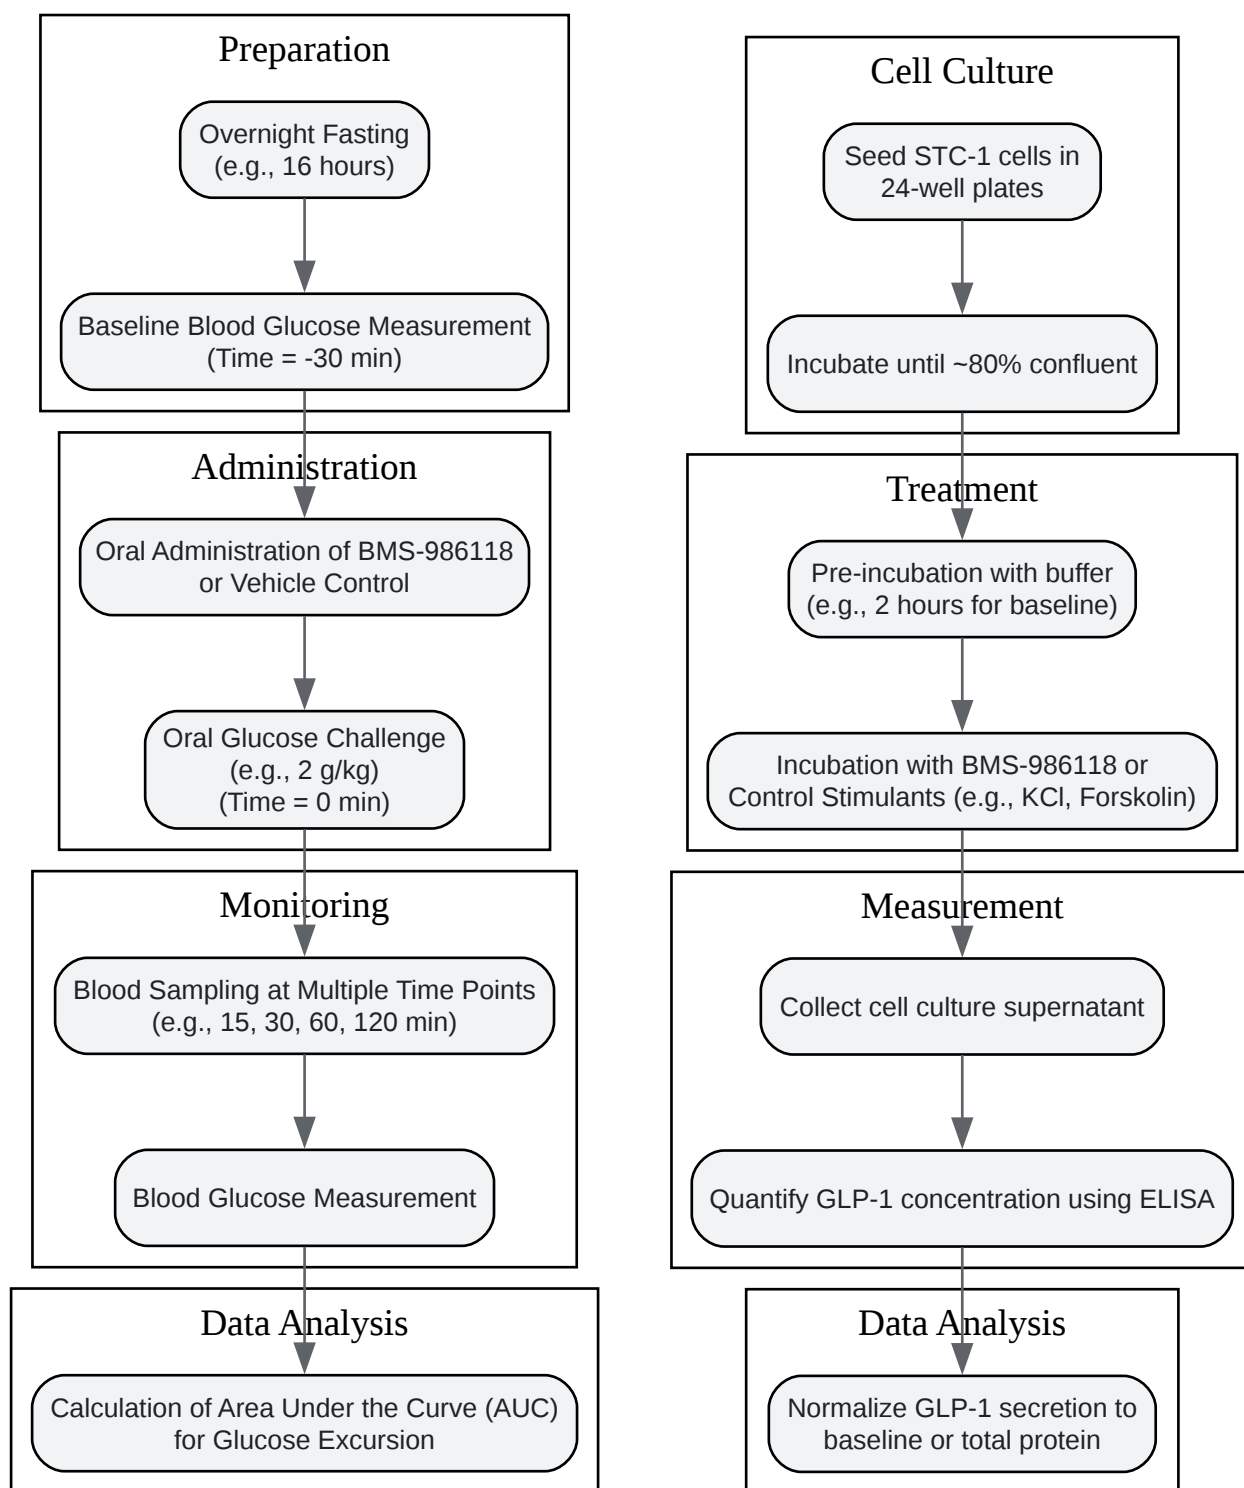 Preparation
Overnight Fasting
(e.g., 16 hours)
Baseline Blood Glucose Measurement
(Time = -30 min)
Administration
Oral Administration of BMS-986118
or Vehicle Control
Oral Glucose Challenge
(e.g., 2 g/kg)
(Time = 0 min)
Monitoring
Blood Sampling at Multiple Time Points
(e.g., 15, 30, 60, 120 min)
Blood Glucose Measurement
Data Analysis
Calculation of Area Under the Curve (AUC)
for Glucose Excursion
Cell Culture
Seed STC-1 cells in
24-well plates
Incubate until ~80% confluent
Treatment
Pre-incubation with buffer
(e.g., 2 hours for baseline)
Incubation with BMS-986118 or
Control Stimulants (e.g., KCl, Forskolin)
Measurement
Collect cell culture supernatant
Quantify GLP-1 concentration using ELISA
Data Analysis
Normalize GLP-1 secretion to
baseline or total protein